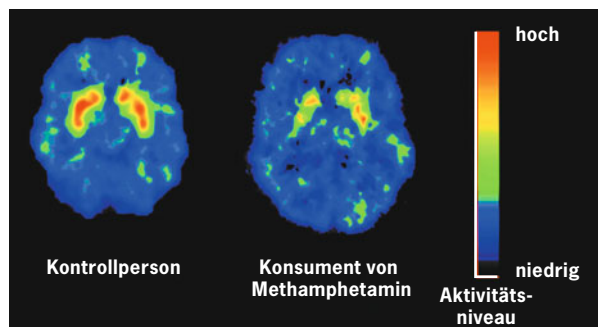 hoch
Kontrollperson
Konsument von
Methamphetamin
niedrig
Aktivitäts-
niveau